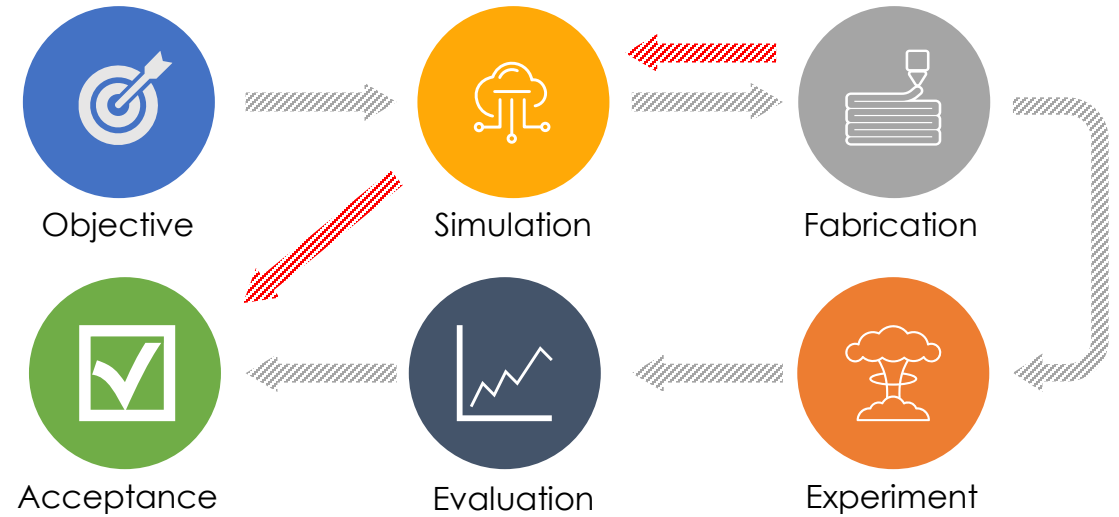 Objective
Simulation
Fabrication
Acceptance
Evaluation
Experiment